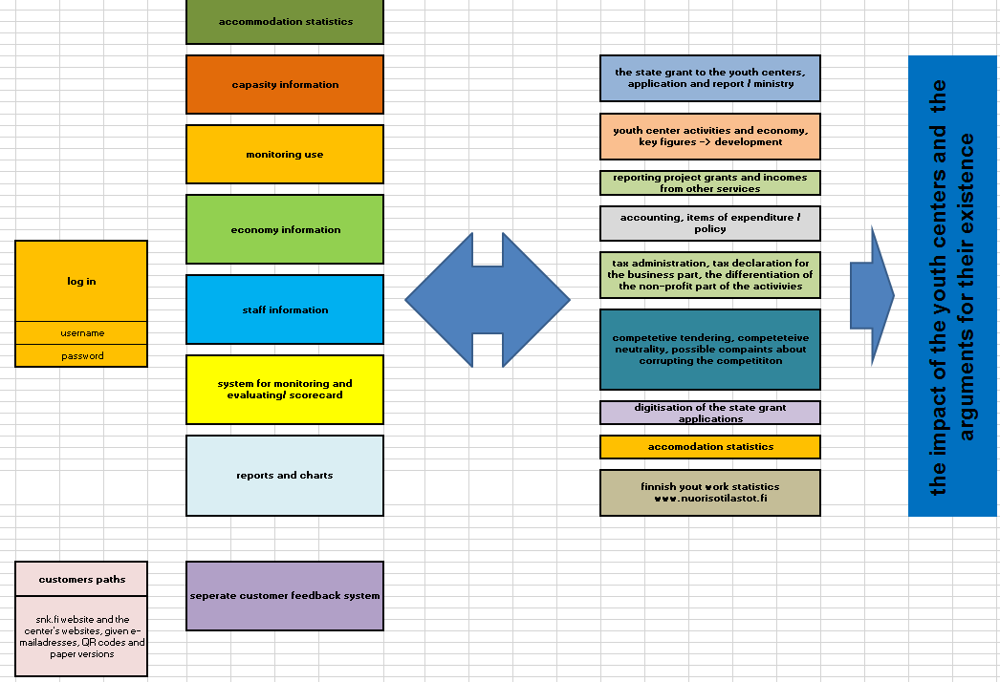 accommodation statistics
capasity information
monitoring use
economy information
log in
username
password
staff information
system for monitoring and
evaluating/ scorecard
reports and charts
customers paths
snk.fi website and the
center's websites, given e-
mailadresses, QR codes and
paper versions
seperate customer feedback system
the state grant to the youth centers,
application and report / ministry
youth center activities and economy,
key figures -> development
reporting project grants and incomes
from other services
accounting, items of expenditure /
policy
tax administration, tax declaration for
the business part, the differentiation of
the non-profit part of the activivies
competetive tendering, competeteive
neutrality, possible compaints about
corrupting the competititon
digitisation of the state grant
applications
accomodation statistics
finnish yout work statistics
www.nuorisotilastot.fi
the impact of the youth centers and the
arguments for their existence